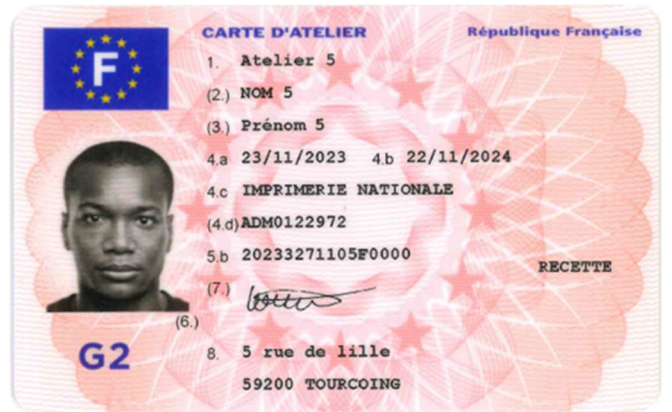 CARTE D'ATELIER République Française
F
1. Atelier 5
(2.) NOM 5
(3.) Prénom 5
4.a 23/11/2023 4.b 22/11/2024
4.c IMPRIMERIE NATIONALE
(4.d) ADM0122972
5.b 20233271105F0000
RECETTE
(7.)
(6.)
G2
8. 5 rue de lille
59200 TOURCOING